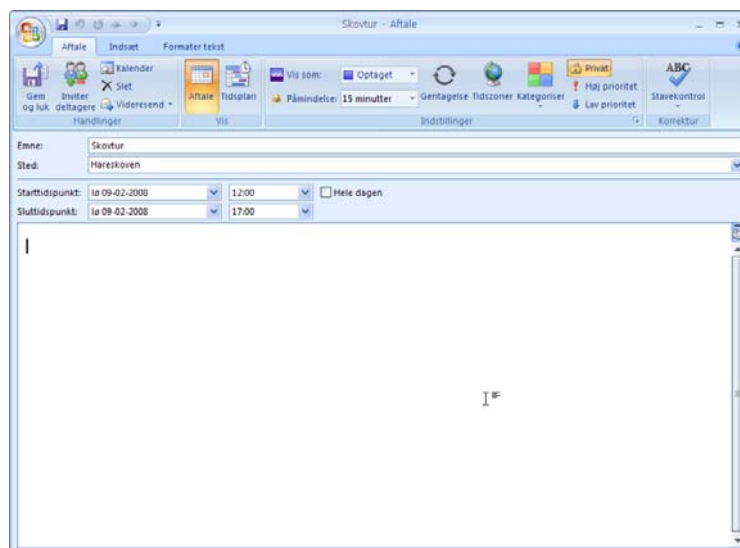 Skovtur - Aftale
Aftale Indsæt Formater tekst
Gem og luk
Inviter deltagere
Kalender
Slet
Videresend
Handlinger
Aftale
Tidsplan
Vis
Vis som: Optaget
Påmindelse: 15 minutter
Gentagelse
Tidszoner
Kategoriser
Privat
Høj prioritet
Lav prioritet
Indstillinger
ABC
Stavekontrol
Korrektur
Emne: Skovtur
Sted: Hareskoven
Starttidspunkt: lø 09-02-2008 12:00 Hele dagen
Sluttidspunkt: lø 09-02-2008 17:00